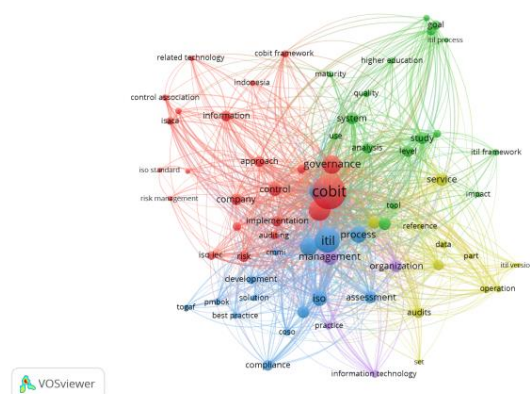 goal
itil process
related technology
cobit framework
higher education
maturity
indonesia
control association
quality
information
system
isaca
use
study
analysis
level
itil framework
approach
governance
service
iso standard
control
cobit
impact
risk management
company
tool
implementation
reference
auditing
itil
process
data
cmmi
management
part
iso iec
risk
organization
itil version
development
operation
iso
assessment
togaf
pmbok
solution
best practice
audits
coso
practice
set
compliance
information technology
VOSviewer